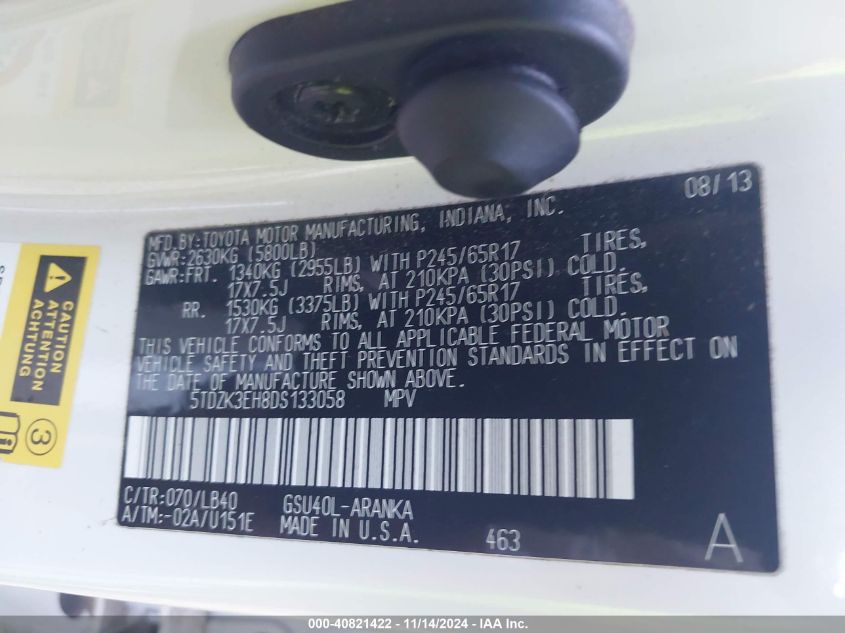 08/13
MFD.BY:TOYOTA MOTOR MANUFACTURING, INDIANA, INC.
GVWR:2630KG (5800LB)
GAWR:FRT. 1340KG (2955LB) WITH P245/65R17 TIRES,
17X7.5J RIMS, AT 210KPA (30PSI) COLD.
RR. 1530KG (3375LB) WITH P245/65R17 TIRES,
17X7.5J RIMS, AT 210KPA (30PSI) COLD.
THIS VEHICLE CONFORMS TO ALL APPLICABLE FEDERAL MOTOR
VEHICLE SAFETY AND THEFT PREVENTION STANDARDS IN EFFECT ON
THE DATE OF MANUFACTURE SHOWN ABOVE.
5TDZK3EH8DS133058 MPV
C/TR:070/LB40 GSU40L-ARANKA
A/TM:-02A/U151E MADE IN U.S.A. 463 A
CAUTION
ATTENTION
ACHTUNG
3
000-40821422 - 11/14/2024 - IAA Inc.